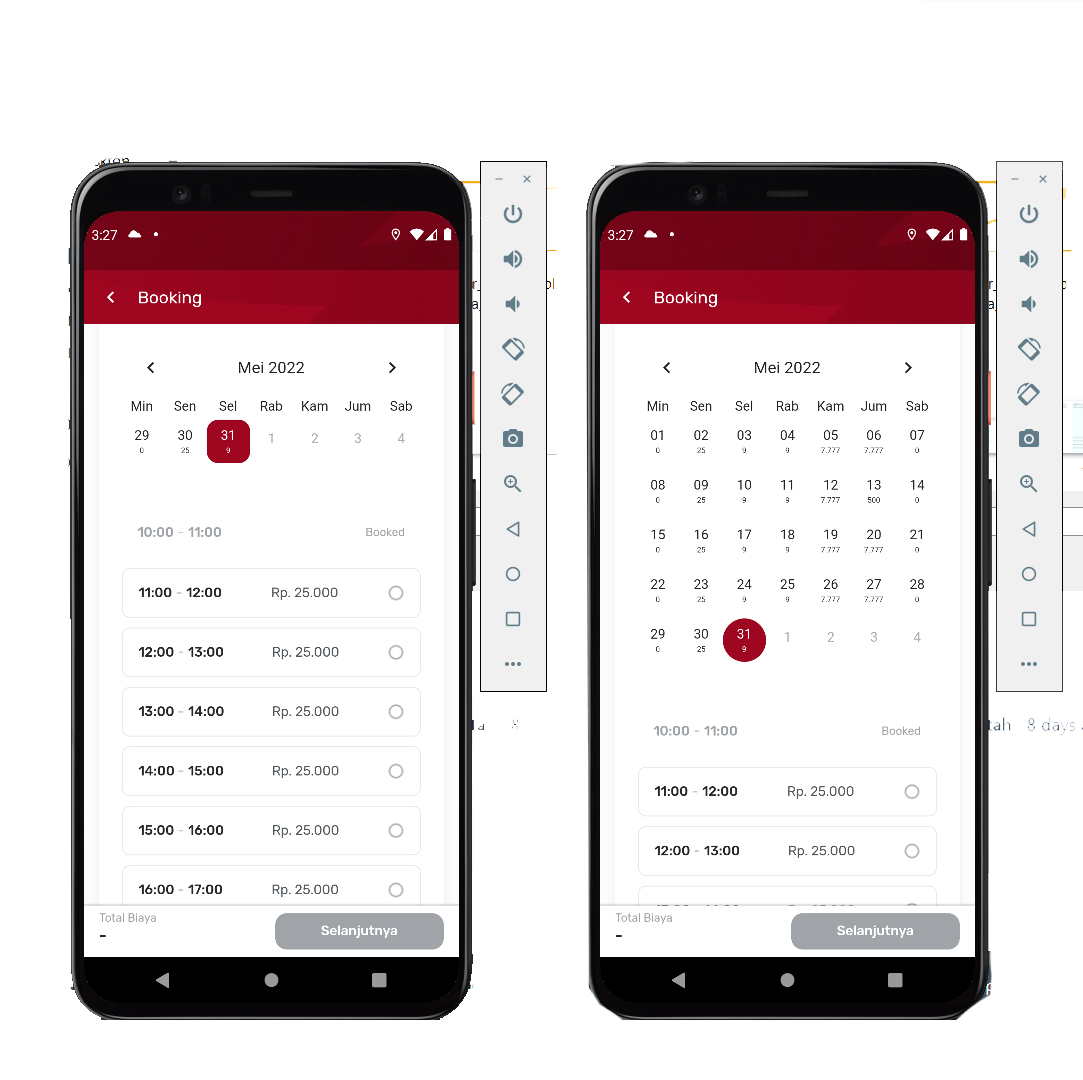 3:27
Booking
Mei 2022
Min Sen Sel Rab Kam Jum Sab
29 30 31 1 2 3 4
0 25 9
10:00 - 11:00 Booked
11:00 - 12:00 Rp. 25.000
12:00 - 13:00 Rp. 25.000
13:00 - 14:00 Rp. 25.000
14:00 - 15:00 Rp. 25.000
15:00 - 16:00 Rp. 25.000
16:00 - 17:00 Rp. 25.000
Total Biaya
-
Selanjutnya
3:27
Booking
Mei 2022
Min Sen Sel Rab Kam Jum Sab
01 02 03 04 05 06 07
0 25 9 9 7.777 7.777 0
08 09 10 11 12 13 14
0 25 9 9 7.777 500 0
15 16 17 18 19 20 21
0 25 9 9 7.777 7.777 0
22 23 24 25 26 27 28
0 25 9 9 7.777 7.777 0
29 30 31 1 2 3 4
0 25 9
10:00 - 11:00 Booked
11:00 - 12:00 Rp. 25.000
12:00 - 13:00 Rp. 25.000
Total Biaya
-
Selanjutnya
tah 8 days